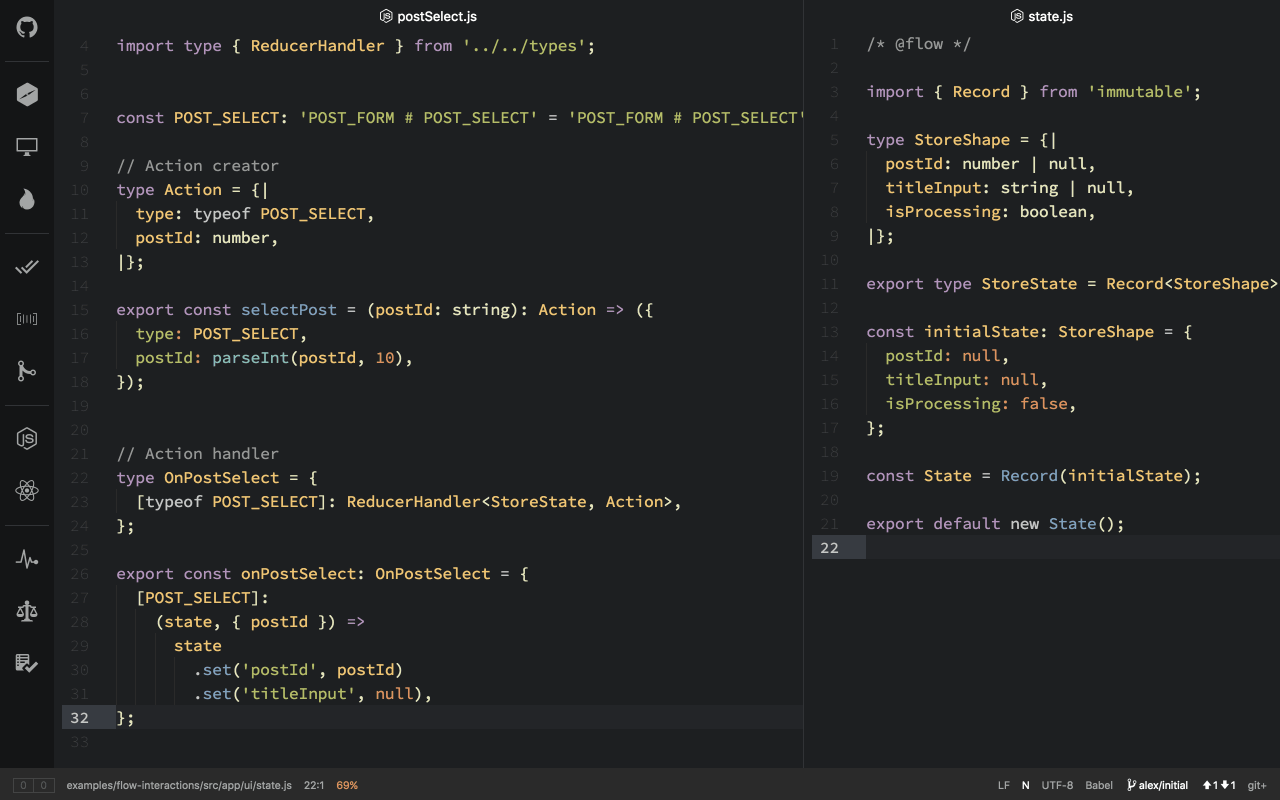 postSelect.js
4 import type { ReducerHandler } from '../../types';
5
6
7 const POST_SELECT: 'POST_FORM # POST_SELECT' = 'POST_FORM # POST_SELECT'
8
9 // Action creator
10 type Action = {|
11   type: typeof POST_SELECT,
12   postId: number,
13 |};
14
15 export const selectPost = (postId: string): Action => ({
16   type: POST_SELECT,
17   postId: parseInt(postId, 10),
18 });
19
20
21 // Action handler
22 type OnPostSelect = {
23   [typeof POST_SELECT]: ReducerHandler<StoreState, Action>,
24 };
25
26 export const onPostSelect: OnPostSelect = {
27   [POST_SELECT]:
28     (state, { postId }) =>
29       state
30         .set('postId', postId)
31         .set('titleInput', null),
32 };
33
state.js
1 /* @flow */
2
3 import { Record } from 'immutable';
4
5 type StoreShape = {|
6   postId: number | null,
7   titleInput: string | null,
8   isProcessing: boolean,
9 |};
10
11 export type StoreState = Record<StoreShape>
12
13 const initialState: StoreShape = {
14   postId: null,
15   titleInput: null,
16   isProcessing: false,
17 };
18
19 const State = Record(initialState);
20
21 export default new State();
22
0 0 examples/flow-interactions/src/app/ui/state.js 22:1 69% LF N UTF-8 Babel alex/initial 1 1 git+